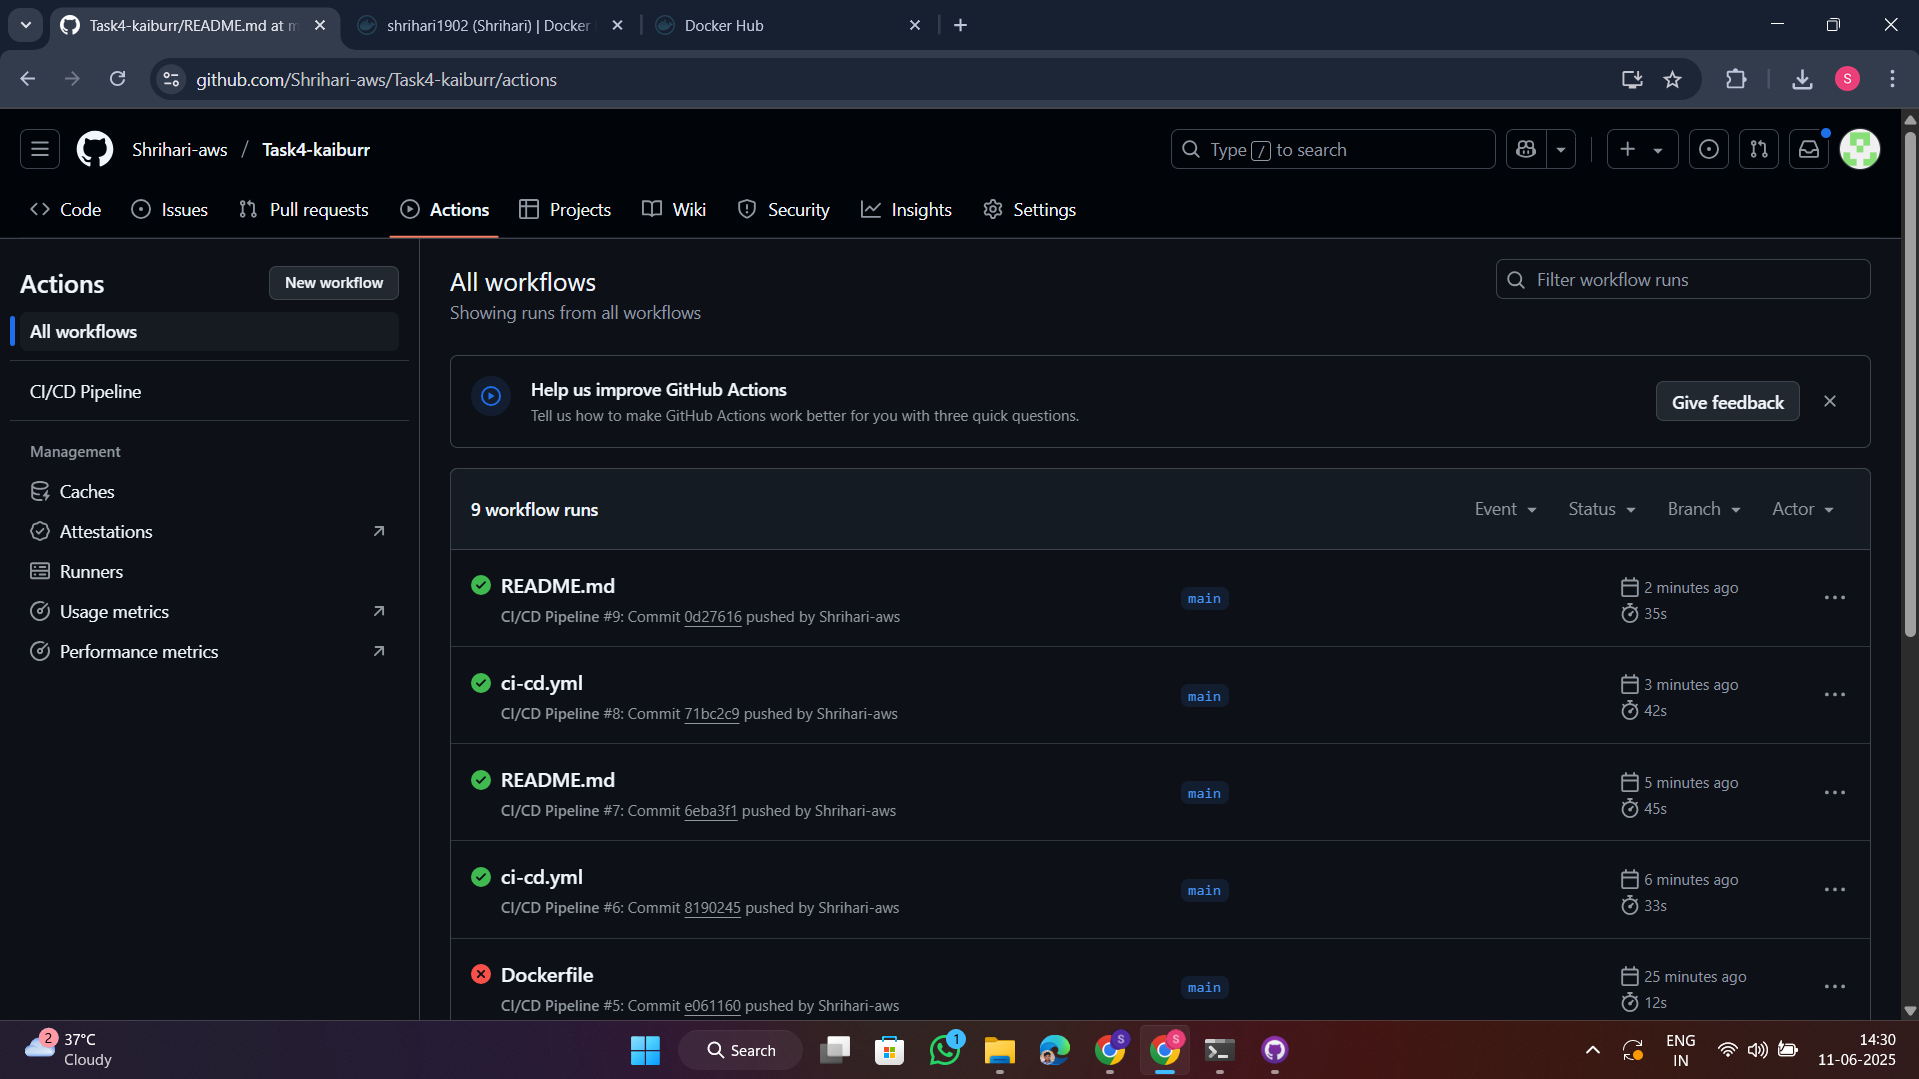 Task4-kaiburr/README.md at m
shrihari1902 (Shrihari) | Docker
Docker Hub
github.com/Shrihari-aws/Task4-kaiburr/actions
S
Shrihari-aws / Task4-kaiburr
Type / to search
Code
Issues
Pull requests
Actions
Projects
Wiki
Security
Insights
Settings
Actions
New workflow
All workflows
CI/CD Pipeline
Management
Caches
Attestations
Runners
Usage metrics
Performance metrics
All workflows
Showing runs from all workflows
Filter workflow runs
Help us improve GitHub Actions
Tell us how to make GitHub Actions work better for you with three quick questions.
Give feedback
9 workflow runs
Event
Status
Branch
Actor
README.md
CI/CD Pipeline #9: Commit 0d27616 pushed by Shrihari-aws
main
2 minutes ago
35s
ci-cd.yml
CI/CD Pipeline #8: Commit 71bc2c9 pushed by Shrihari-aws
main
3 minutes ago
42s
README.md
CI/CD Pipeline #7: Commit 6eba3f1 pushed by Shrihari-aws
main
5 minutes ago
45s
ci-cd.yml
CI/CD Pipeline #6: Commit 8190245 pushed by Shrihari-aws
main
6 minutes ago
33s
Dockerfile
CI/CD Pipeline #5: Commit e061160 pushed by Shrihari-aws
main
25 minutes ago
12s
2
37°C
Cloudy
Search
1
S
S
ENG
IN
14:30
11-06-2025